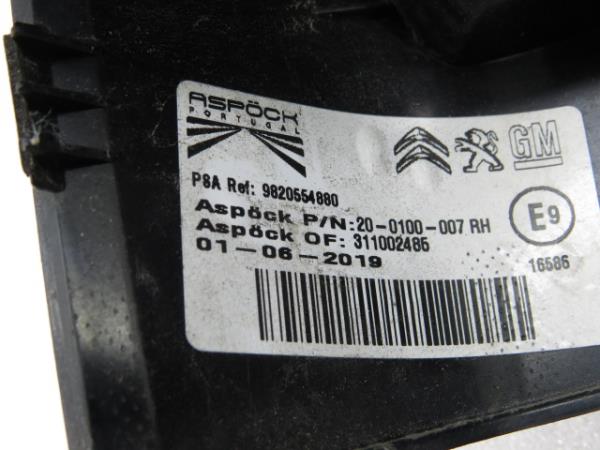 ASPÖCK
PORTUGAL
GM
PSA Ref: 9820554880
Aspöck P/N:20-0100-007 RH
Aspöck OF: 311002485
01-06-2019
E9
16586